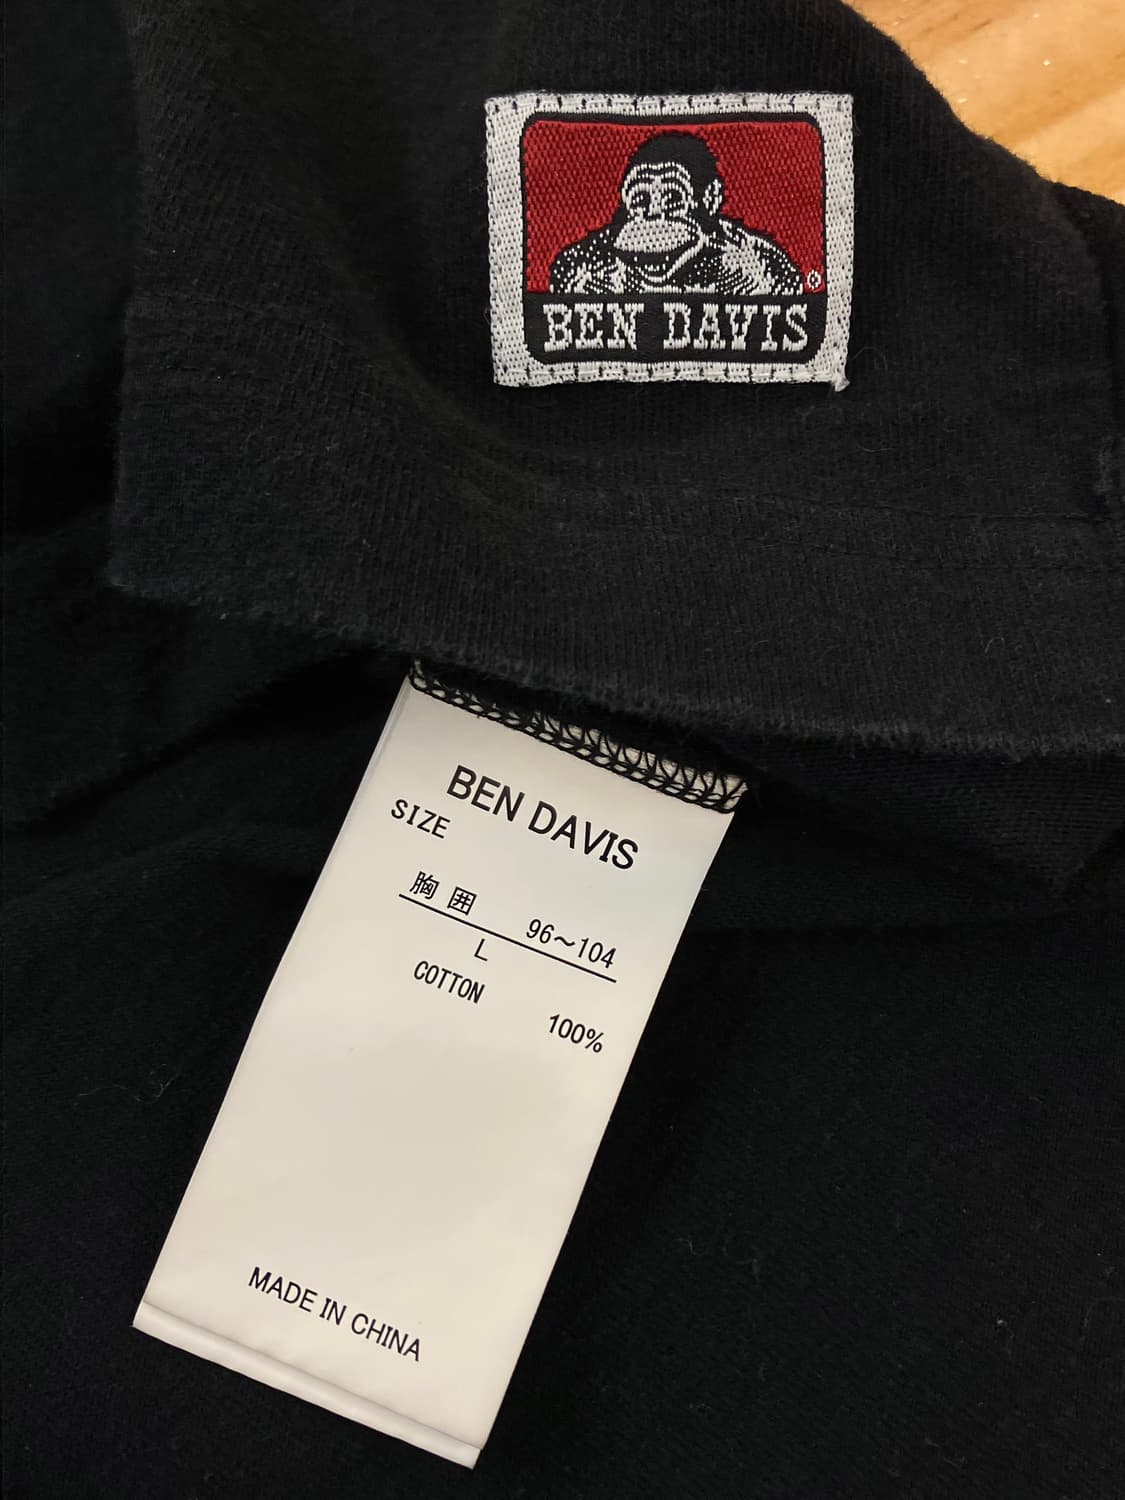 BEN DAVIS
®
BEN DAVIS
SIZE
胸囲 96～104
L
COTTON
100%
MADE IN CHINA